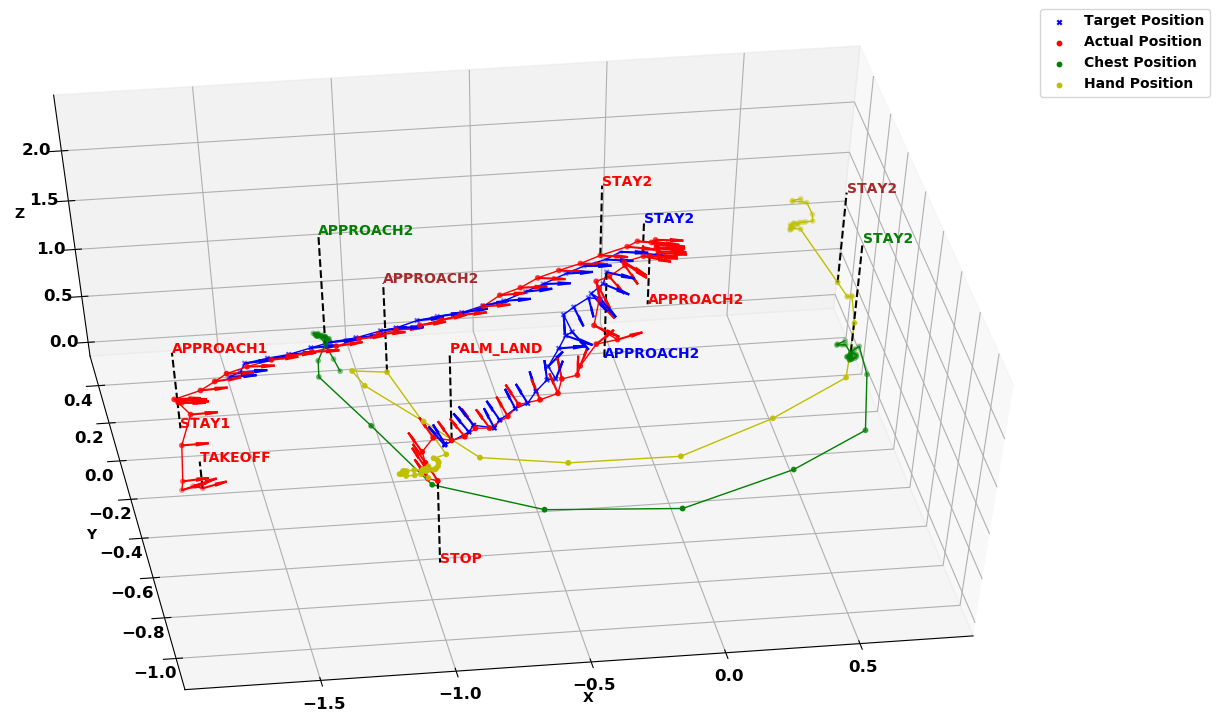 Target Position
Actual Position
Chest Position
Hand Position
2.0
1.5
Z
1.0
0.5
0.0
0.4
0.2
0.0
−0.2
Y
−0.4
−0.6
−0.8
−1.0
−1.5
−1.0
−0.5
X
0.0
0.5
STAY2
STAY2
STAY2
STAY2
APPROACH2
APPROACH2
APPROACH2
APPROACH2
APPROACH1
PALM_LAND
STAY1
TAKEOFF
STOP